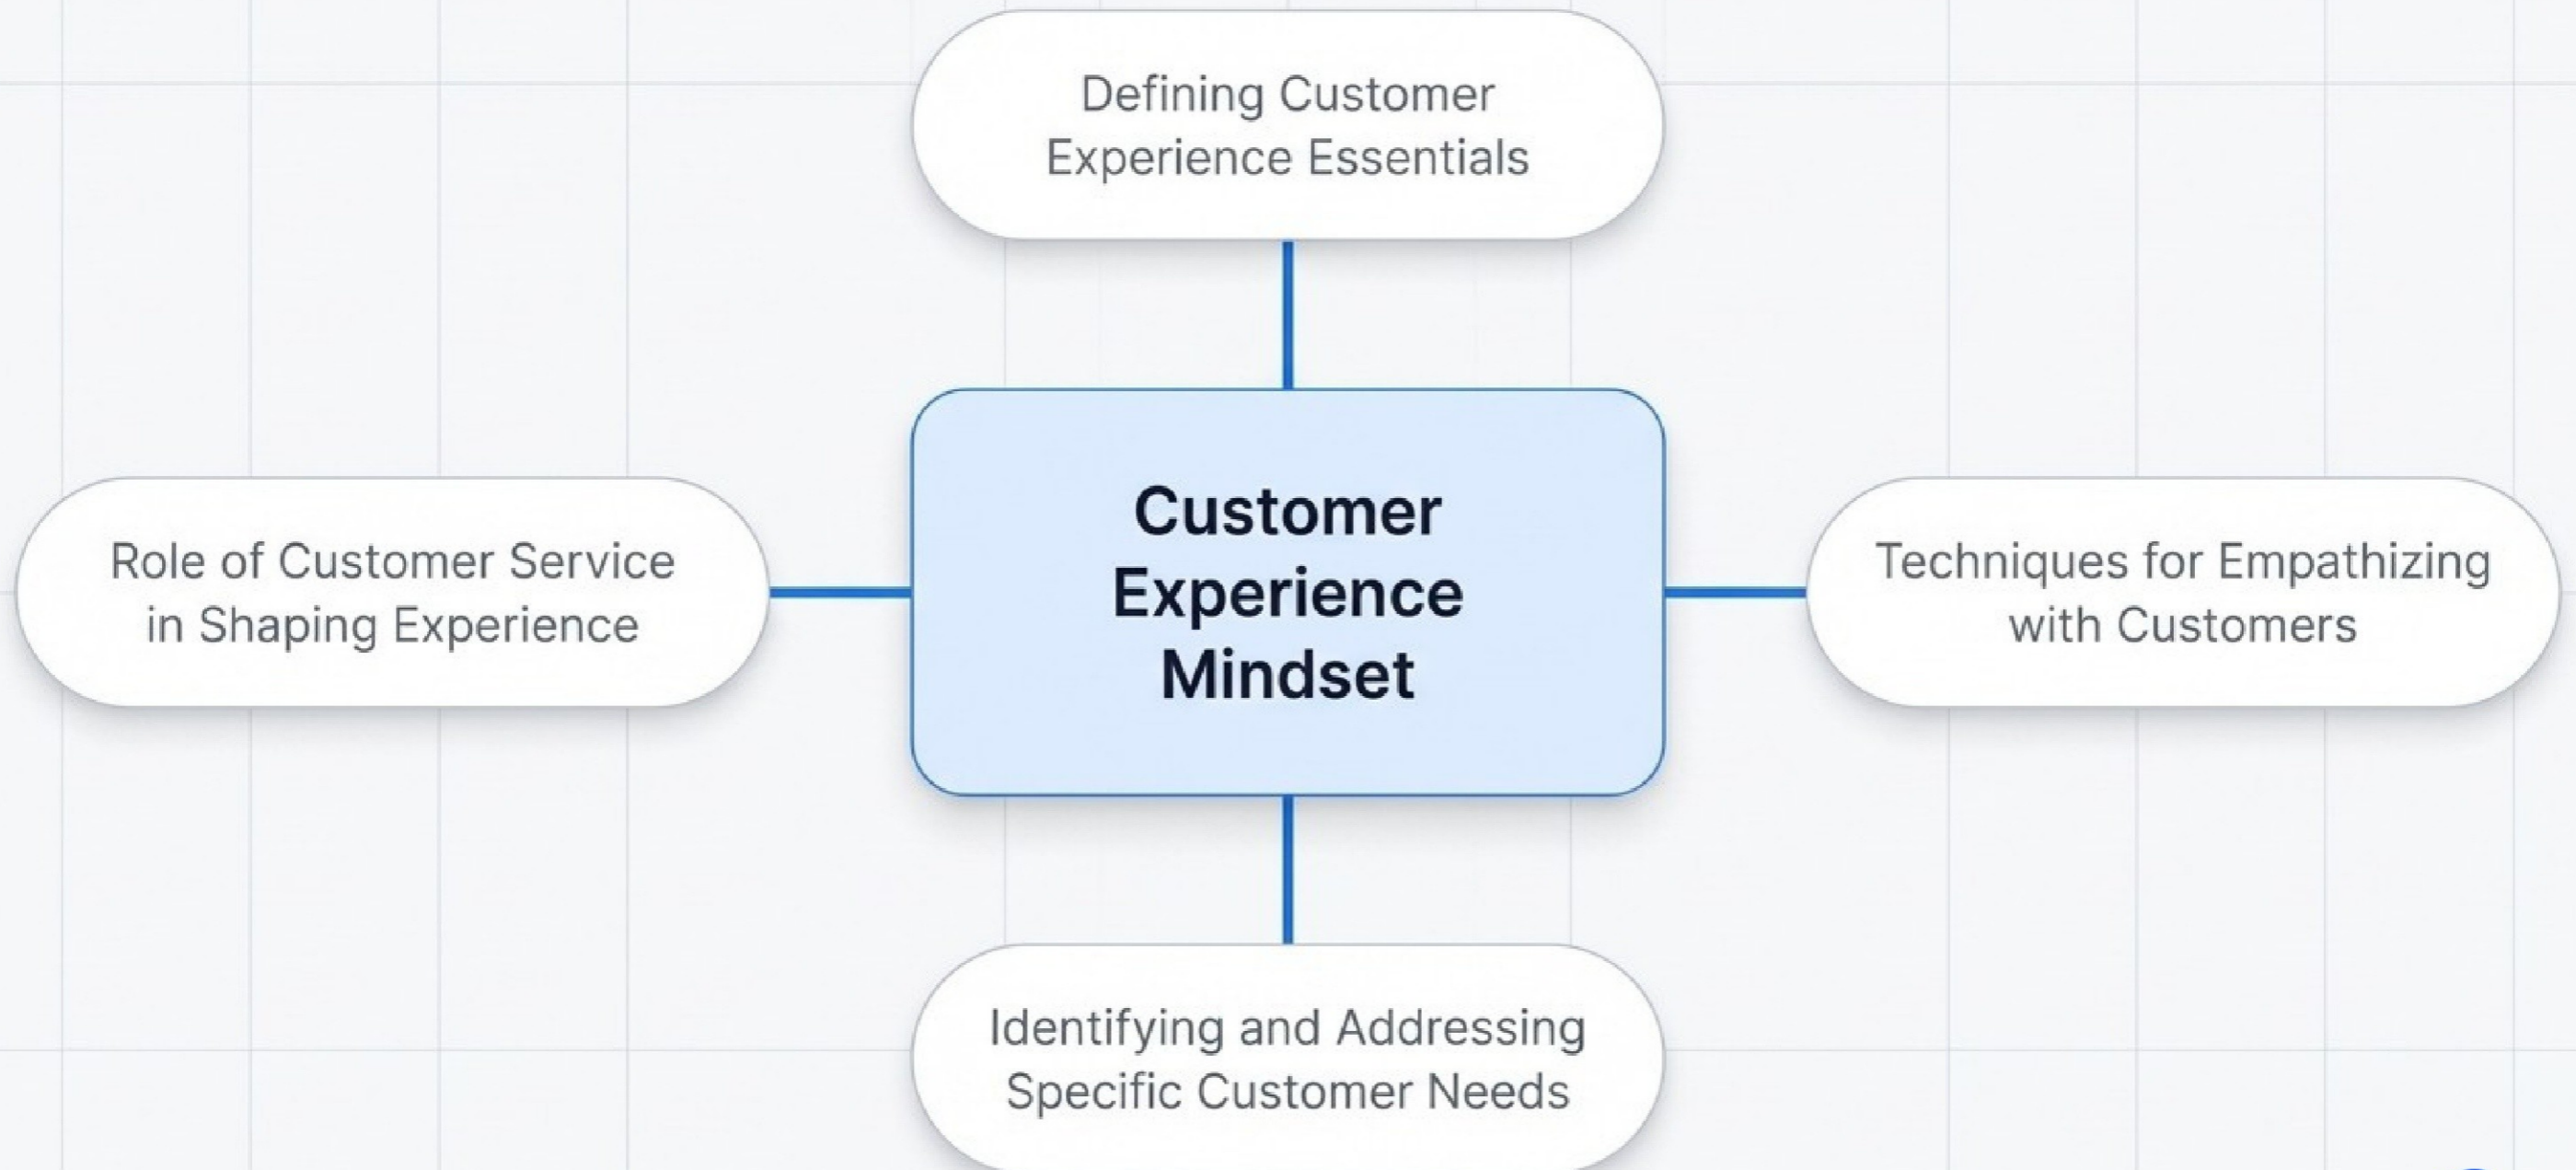 Defining Customer
Experience Essentials
Role of Customer Service
in Shaping Experience
Customer
Experience
Mindset
Techniques for Empathizing
with Customers
Identifying and Addressing
Specific Customer Needs